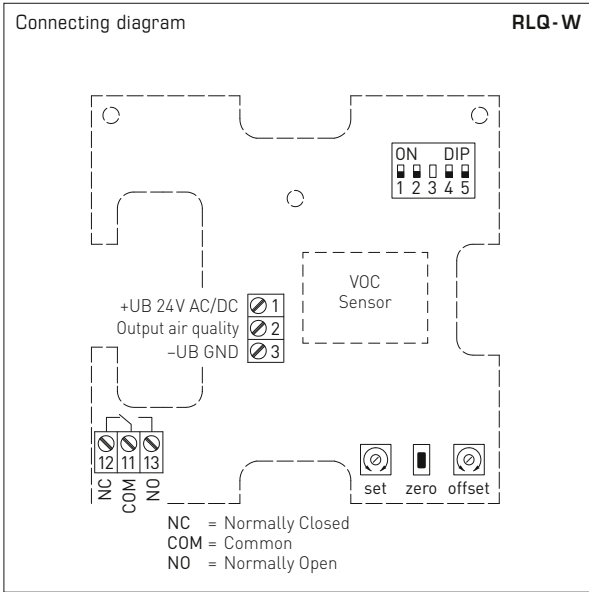 Connecting diagram RLQ-W
ON DIP
1 2 3 4 5
VOC
Sensor
+UB 24V AC/DC 1
Output air quality 2
–UB GND 3
12 11 13
NC COM NO
set zero offset
NC = Normally Closed
COM = Common
NO = Normally Open